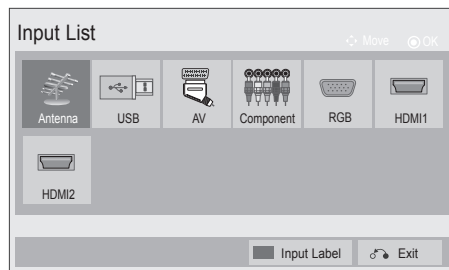 Input List
Move OK
Antenna USB AV Component RGB HDMI1
HDMI2
Input Label Exit